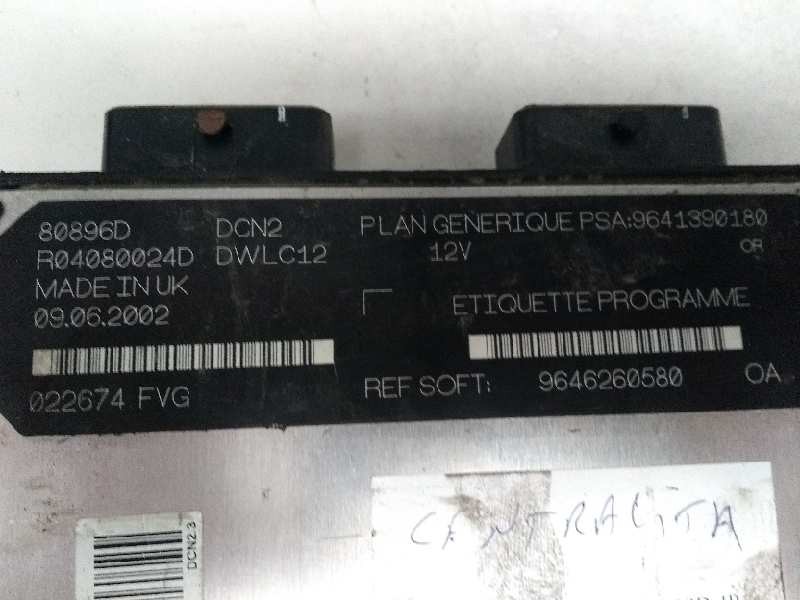 80896D DCN2 PLAN GENERIQUE PSA:9641390180
R04080024D DWLC12 12V OR
MADE IN UK
09.06.2002 ETIQUETTE PROGRAMME
022674 FVG REF SOFT: 9646260580 OA
CENTRALITA
DCN2.3